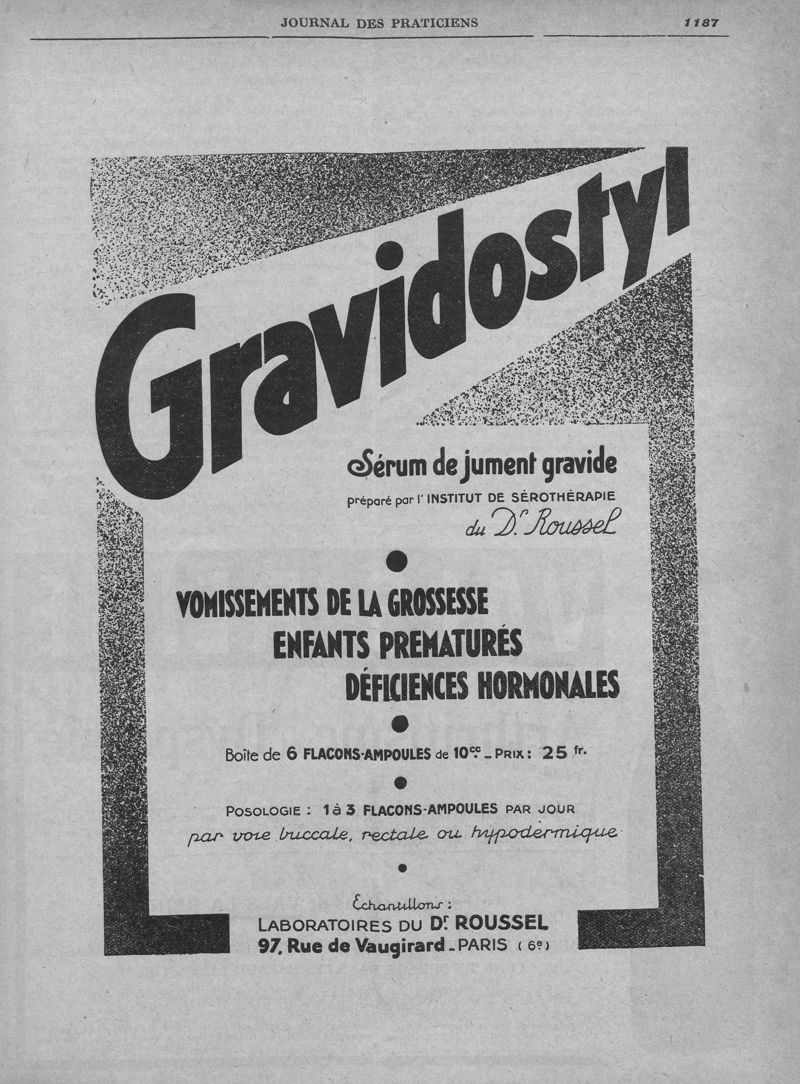 JOURNAL DES PRATICIENS 1187
Gravidostyl
Sérum de jument gravide
préparé par l'INSTITUT DE SÉROTHÉRAPIE
du Dr. Roussel
VOMISSEMENTS DE LA GROSSESSE
ENFANTS PREMATURÉS
DÉFICIENCES HORMONALES
Boîte de 6 FLACONS-AMPOULES de 10cc. - PRIX : 25 fr.
POSOLOGIE : 1 à 3 FLACONS-AMPOULES PAR JOUR
par voie buccale, rectale ou hypodermique
Échantillons :
LABORATOIRES DU Dr ROUSSEL
97, Rue de Vaugirard - PARIS (6e)